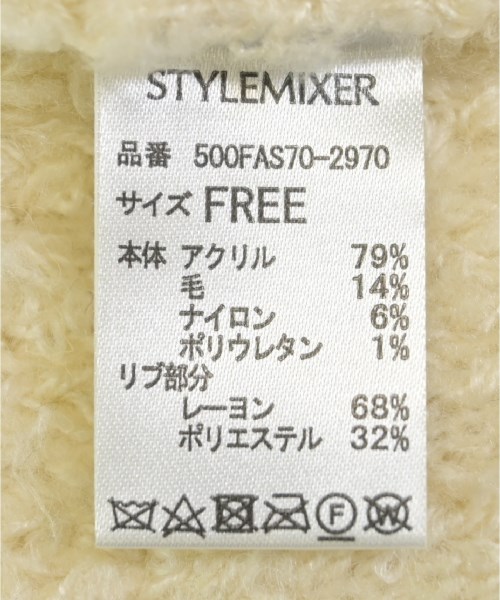 STYLEMIXER
品番 500FAS70-2970
サイズ FREE
本体 アクリル 79%
毛 14%
ナイロン 6%
ポリウレタン 1%
リブ部分
レーヨン 68%
ポリエステル 32%
F W